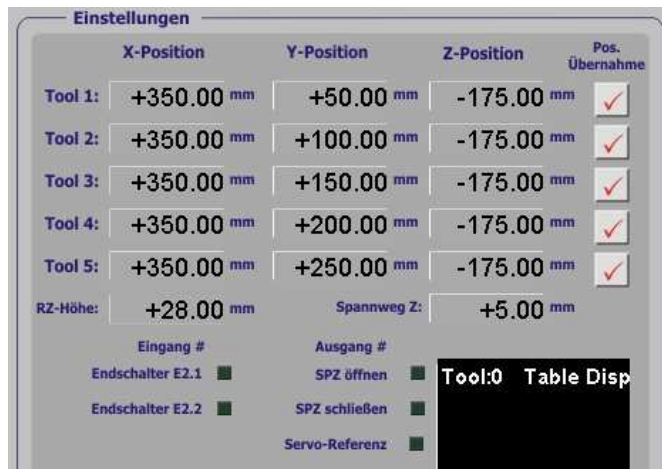 Einstellungen
X-Position Y-Position Z-Position Pos. Übernahme
Tool 1: +350.00 mm +50.00 mm -175.00 mm
Tool 2: +350.00 mm +100.00 mm -175.00 mm
Tool 3: +350.00 mm +150.00 mm -175.00 mm
Tool 4: +350.00 mm +200.00 mm -175.00 mm
Tool 5: +350.00 mm +250.00 mm -175.00 mm
RZ-Höhe: +28.00 mm Spannweg Z: +5.00 mm
Eingang # Ausgang #
Endschalter E2.1 SPZ öffnen Tool:0 Table Disp
Endschalter E2.2 SPZ schließen
Servo-Referenz